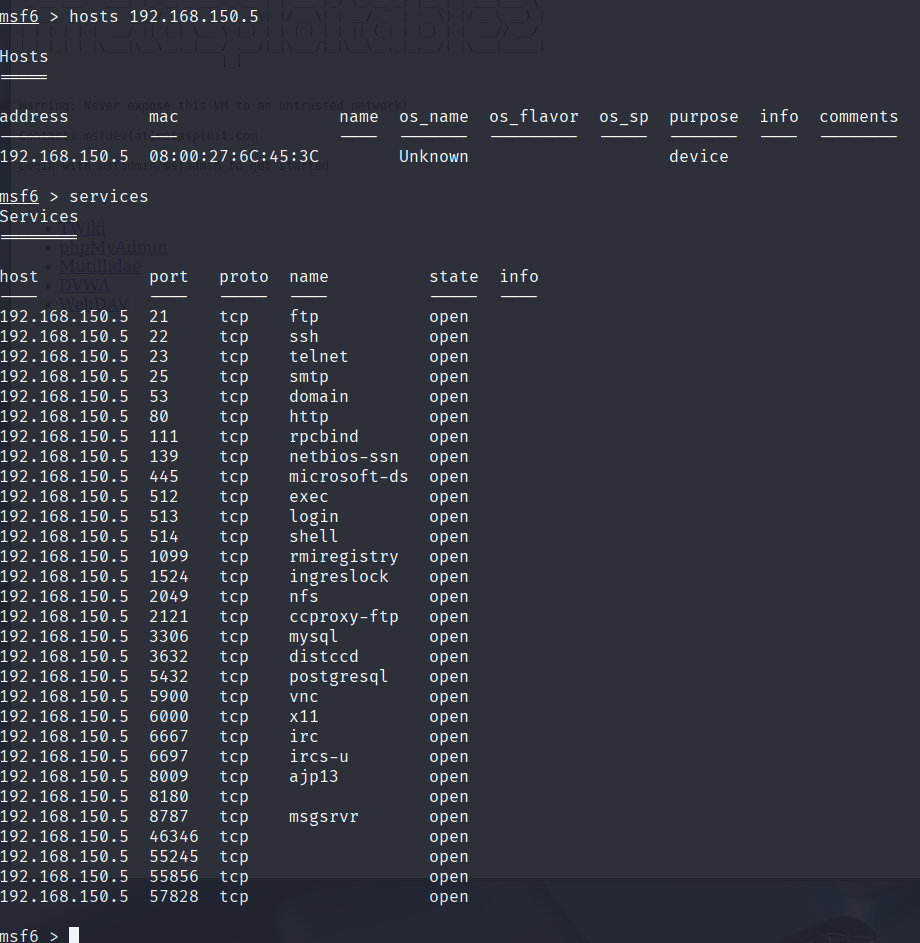 msf6 > hosts 192.168.150.5
Hosts
=====
address mac name os_name os_flavor os_sp purpose info comments
------- --- ---- ------- --------- ----- ------- ---- --------
192.168.150.5 08:00:27:6C:45:3C Unknown device
msf6 > services
Services
========
host port proto name state info
---- ---- ----- ---- ----- ----
192.168.150.5 21 tcp ftp open
192.168.150.5 22 tcp ssh open
192.168.150.5 23 tcp telnet open
192.168.150.5 25 tcp smtp open
192.168.150.5 53 tcp domain open
192.168.150.5 80 tcp http open
192.168.150.5 111 tcp rpcbind open
192.168.150.5 139 tcp netbios-ssn open
192.168.150.5 445 tcp microsoft-ds open
192.168.150.5 512 tcp exec open
192.168.150.5 513 tcp login open
192.168.150.5 514 tcp shell open
192.168.150.5 1099 tcp rmiregistry open
192.168.150.5 1524 tcp ingreslock open
192.168.150.5 2049 tcp nfs open
192.168.150.5 2121 tcp ccproxy-ftp open
192.168.150.5 3306 tcp mysql open
192.168.150.5 3632 tcp distccd open
192.168.150.5 5432 tcp postgresql open
192.168.150.5 5900 tcp vnc open
192.168.150.5 6000 tcp x11 open
192.168.150.5 6667 tcp irc open
192.168.150.5 6697 tcp ircs-u open
192.168.150.5 8009 tcp ajp13 open
192.168.150.5 8180 tcp open
192.168.150.5 8787 tcp msgsrvr open
192.168.150.5 46346 tcp open
192.168.150.5 55245 tcp open
192.168.150.5 55856 tcp open
192.168.150.5 57828 tcp open
msf6 >
Warning: Never expose this VM to an untrusted network!
TWiki
phpMyAdmin
Mutillidae
DVWA
WebDAV